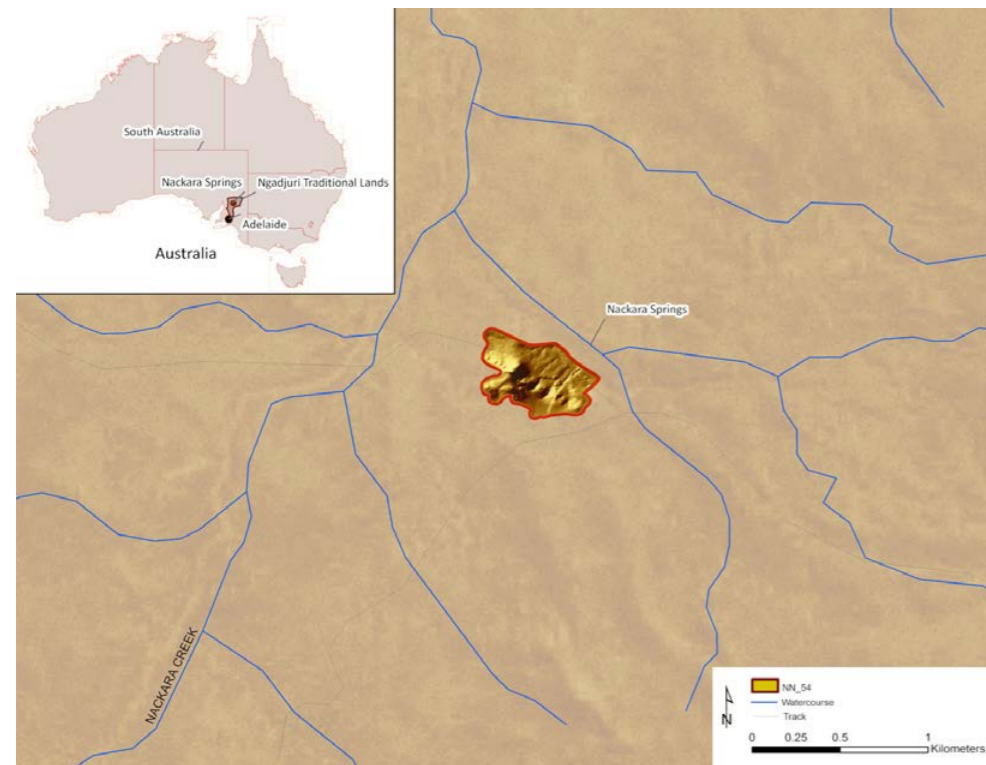 South Australia
Nackara Springs
Ngadjuri Traditional Lands
Adelaide
Australia
Nackara Springs
NACKARA CREEK
N
NN_54
Watercourse
Track
0 0.25 0.5 1
Kilometers